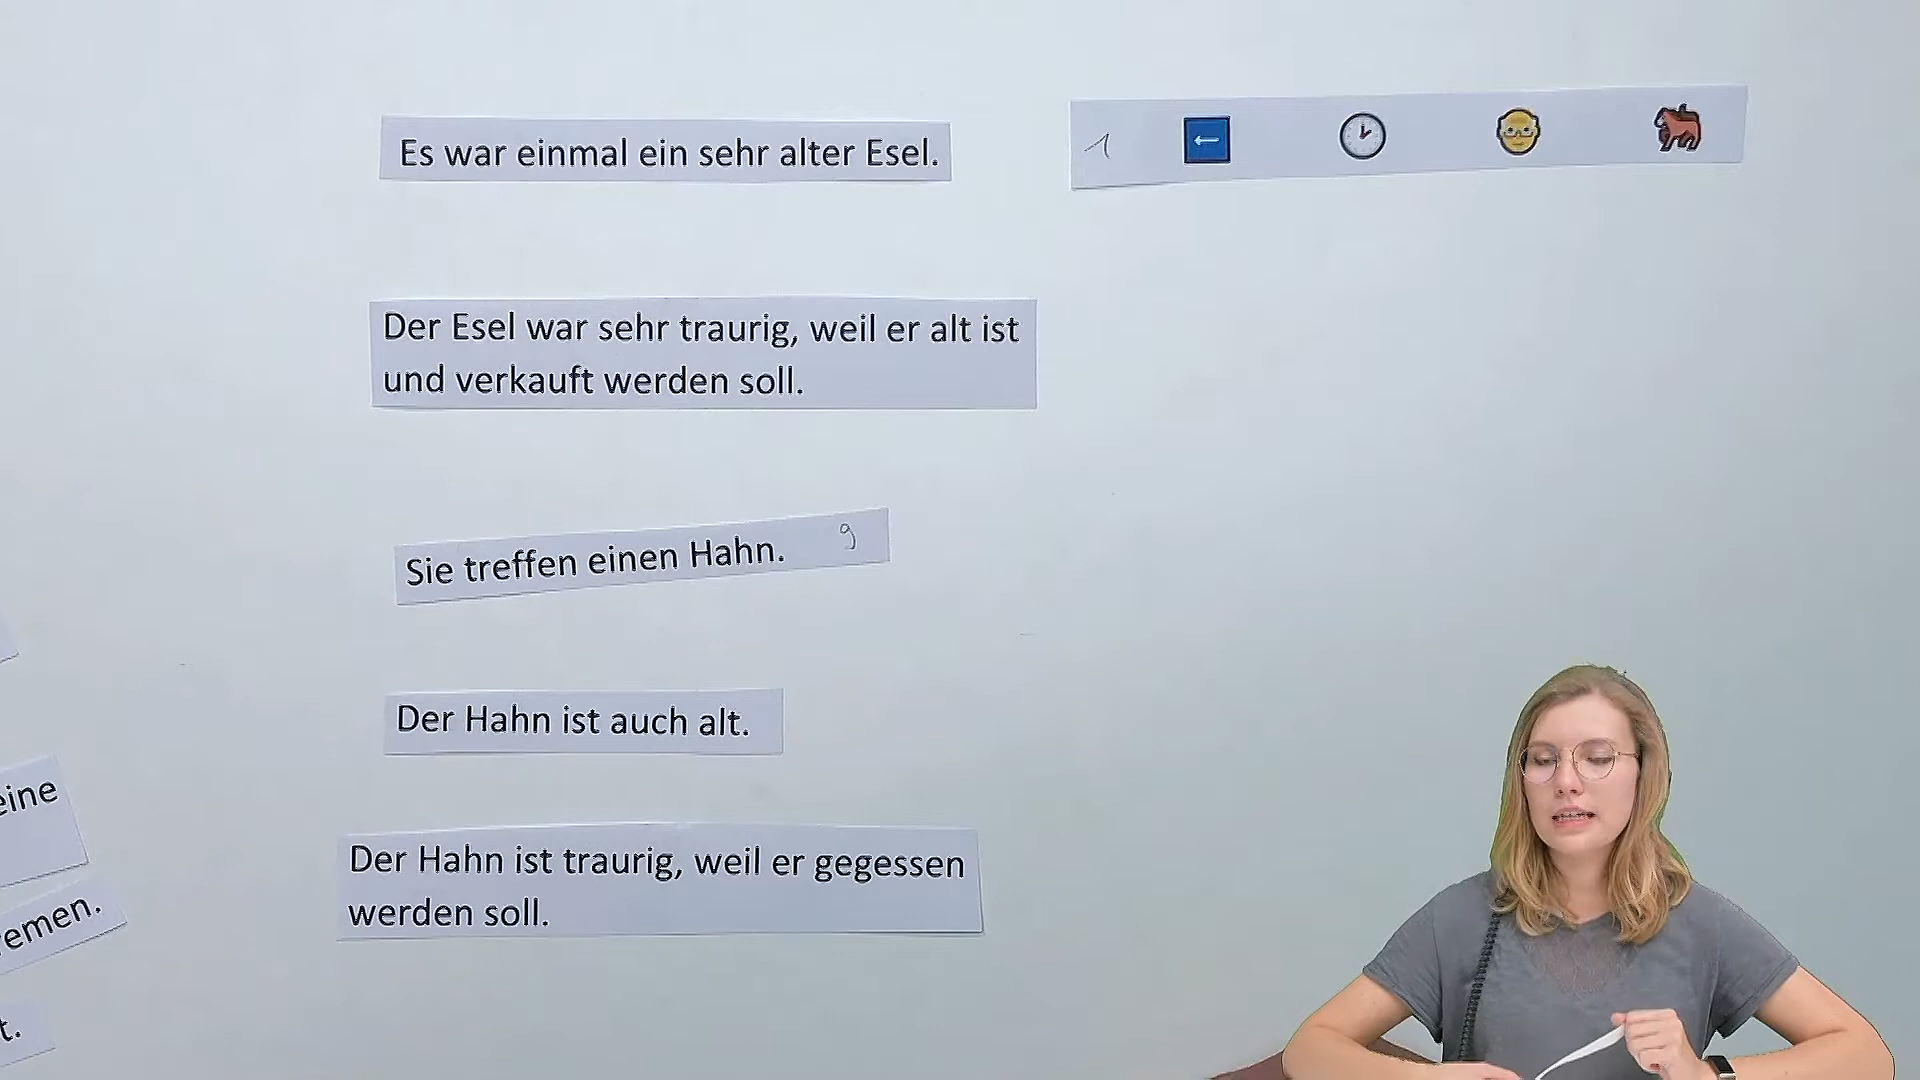 Es war einmal ein sehr alter Esel.
1
Der Esel war sehr traurig, weil er alt ist
und verkauft werden soll.
Sie treffen einen Hahn. 9
Der Hahn ist auch alt.
eine
Der Hahn ist traurig, weil er gegessen
werden soll.
emen.
t.